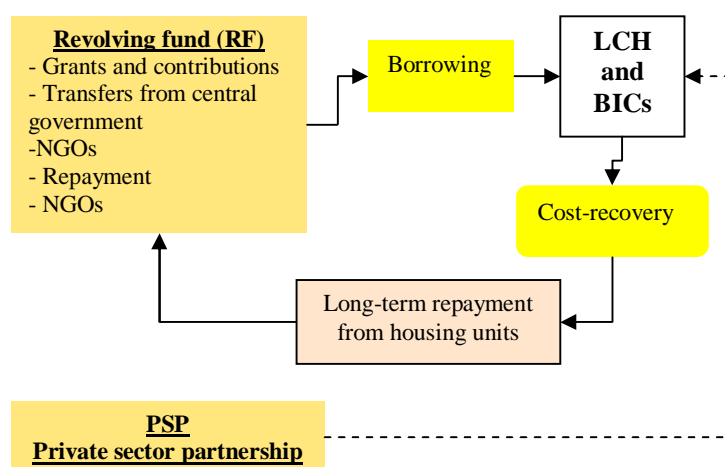 Revolving fund (RF)
- Grants and contributions
- Transfers from central
government
-NGOs
- Repayment
- NGOs
Borrowing
LCH
and
BICs
Cost-recovery
Long-term repayment
from housing units
PSP
Private sector partnership